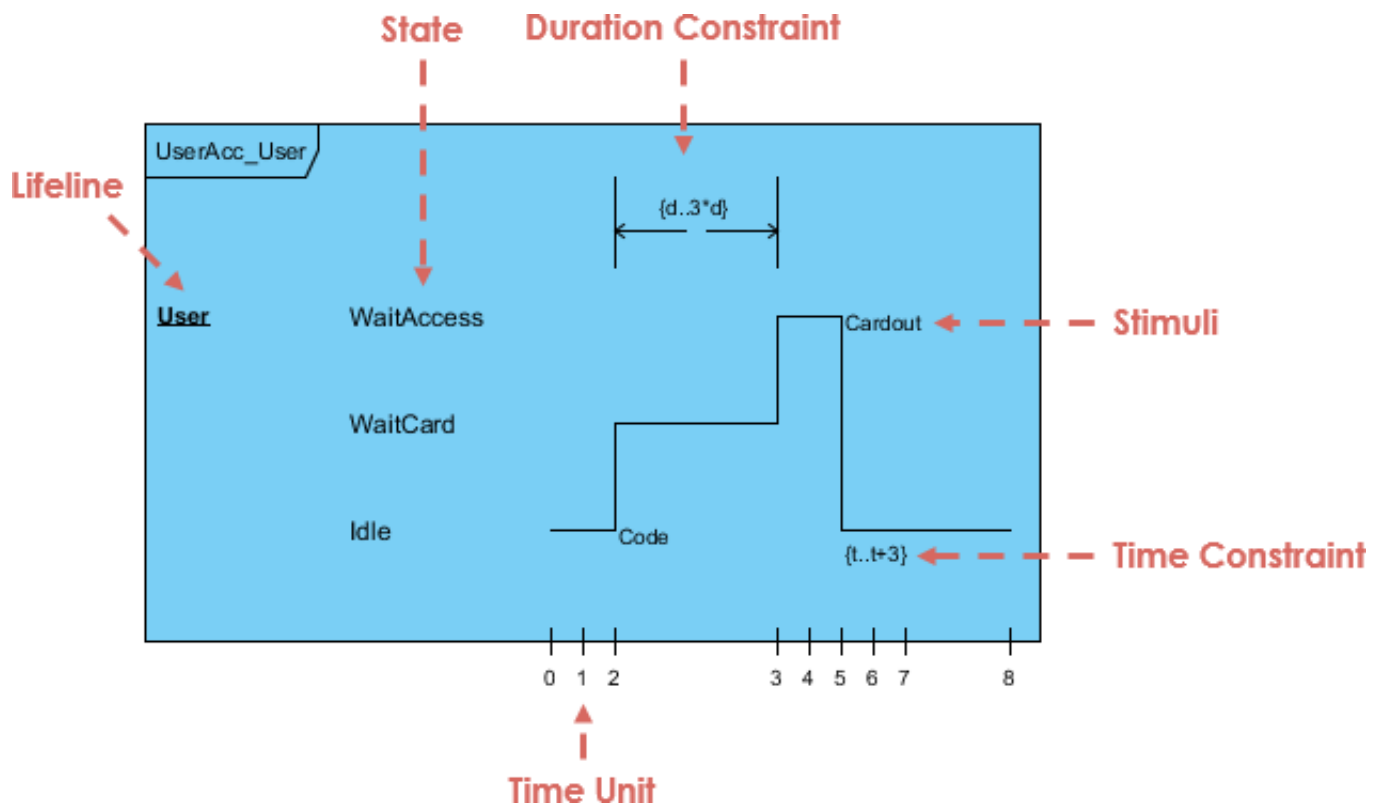 State
Duration Constraint
UserAcc_User
Lifeline
{d..3*d}
User
WaitAccess
Cardout
Stimuli
WaitCard
Idle
Code
{t..t+3}
Time Constraint
0 1 2 3 4 5 6 7 8
Time Unit